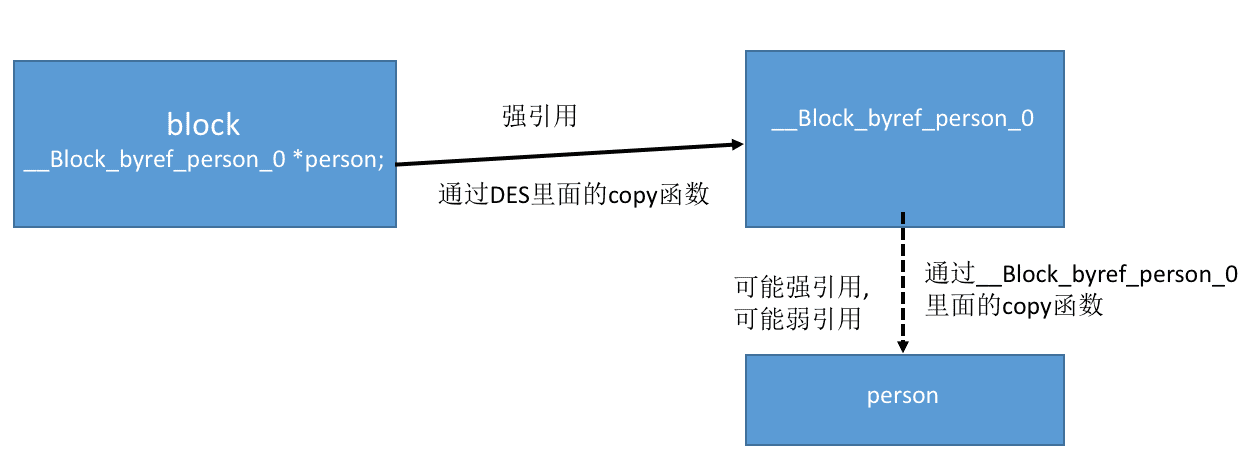 block
__Block_byref_person_0 *person;
强引用
通过DES里面的copy函数
__Block_byref_person_0
可能强引用,
可能弱引用
通过__Block_byref_person_0
里面的copy函数
person